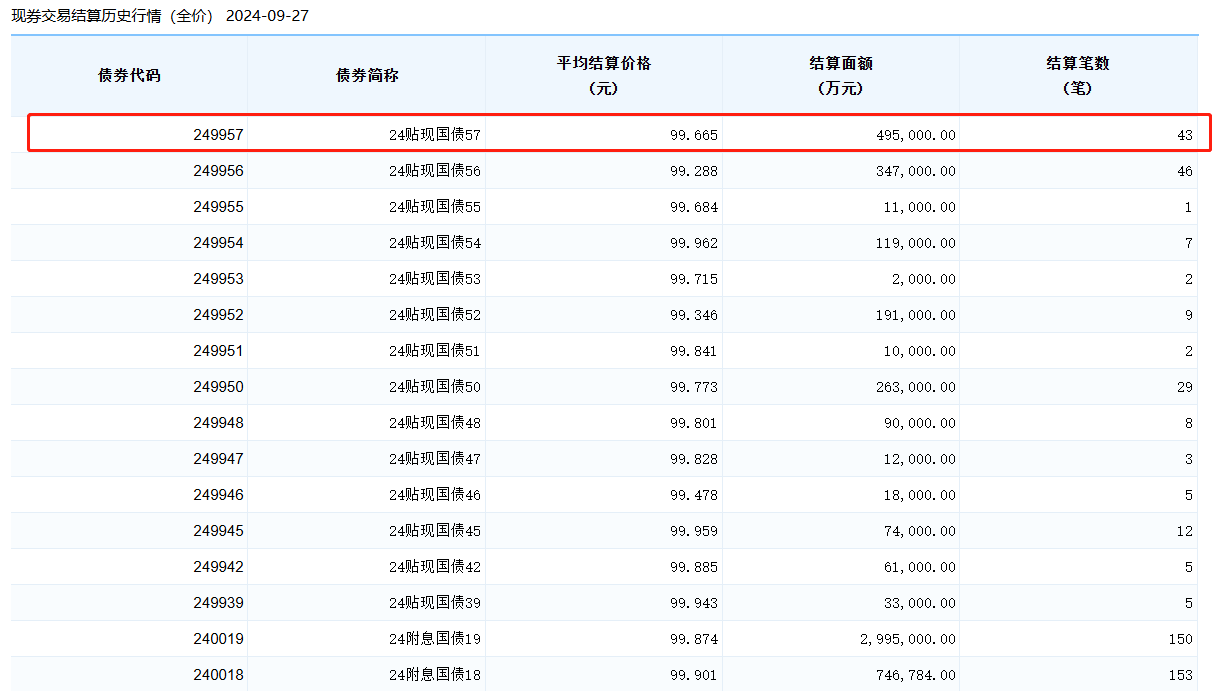 现券交易结算历史行情（全价） 2024-09-27
债券代码 债券简称 平均结算价格 结算面额 结算笔数
(元) (万元) (笔)
249957 24贴现国债57 99.665 495,000.00 43
249956 24贴现国债56 99.288 347,000.00 46
249955 24贴现国债55 99.684 11,000.00 1
249954 24贴现国债54 99.962 119,000.00 7
249953 24贴现国债53 99.715 2,000.00 2
249952 24贴现国债52 99.346 191,000.00 9
249951 24贴现国债51 99.841 10,000.00 2
249950 24贴现国债50 99.773 263,000.00 29
249948 24贴现国债48 99.801 90,000.00 8
249947 24贴现国债47 99.828 12,000.00 3
249946 24贴现国债46 99.478 18,000.00 5
249945 24贴现国债45 99.959 74,000.00 12
249942 24贴现国债42 99.885 61,000.00 5
249939 24贴现国债39 99.943 33,000.00 5
240019 24附息国债19 99.874 2,995,000.00 150
240018 24附息国债18 99.901 746,784.00 153